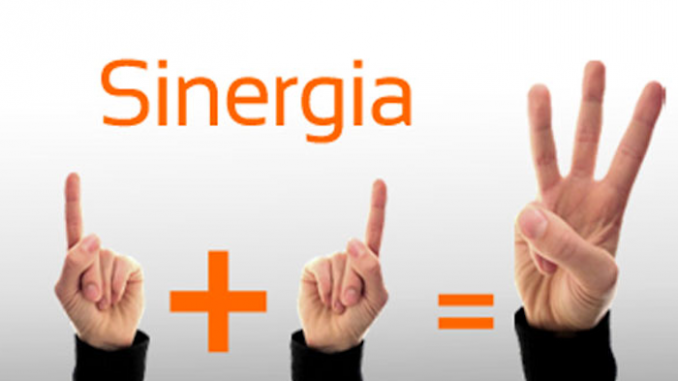 Sinergia
+ =